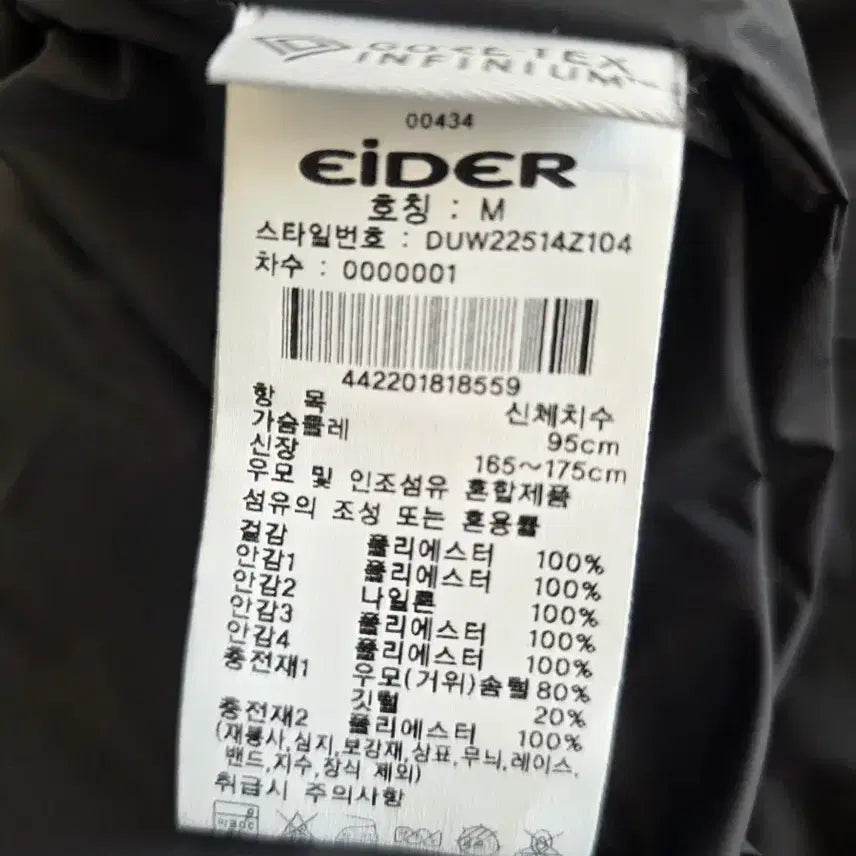 GORE-TEX
INFINIUM™
00434
EiDER
호칭 : M
스타일번호 : DUW22514Z104
차수 : 0000001
442201818559
항 목 신체치수
가슴둘레 95cm
신장 165~175cm
우모 및 인조섬유 혼합제품
섬유의 조성 또는 혼용률
겉감 폴리에스터 100%
안감1 폴리에스터 100%
안감2 나일론 100%
안감3 폴리에스터 100%
안감4 폴리에스터 100%
충전재1 우모(거위)솜털 80%
깃털 20%
충전재2 폴리에스터 100%
(재봉사,심지,보강재,상표,무늬,레이스,
밴드,지수,장식 제외)
취급시 주의사항